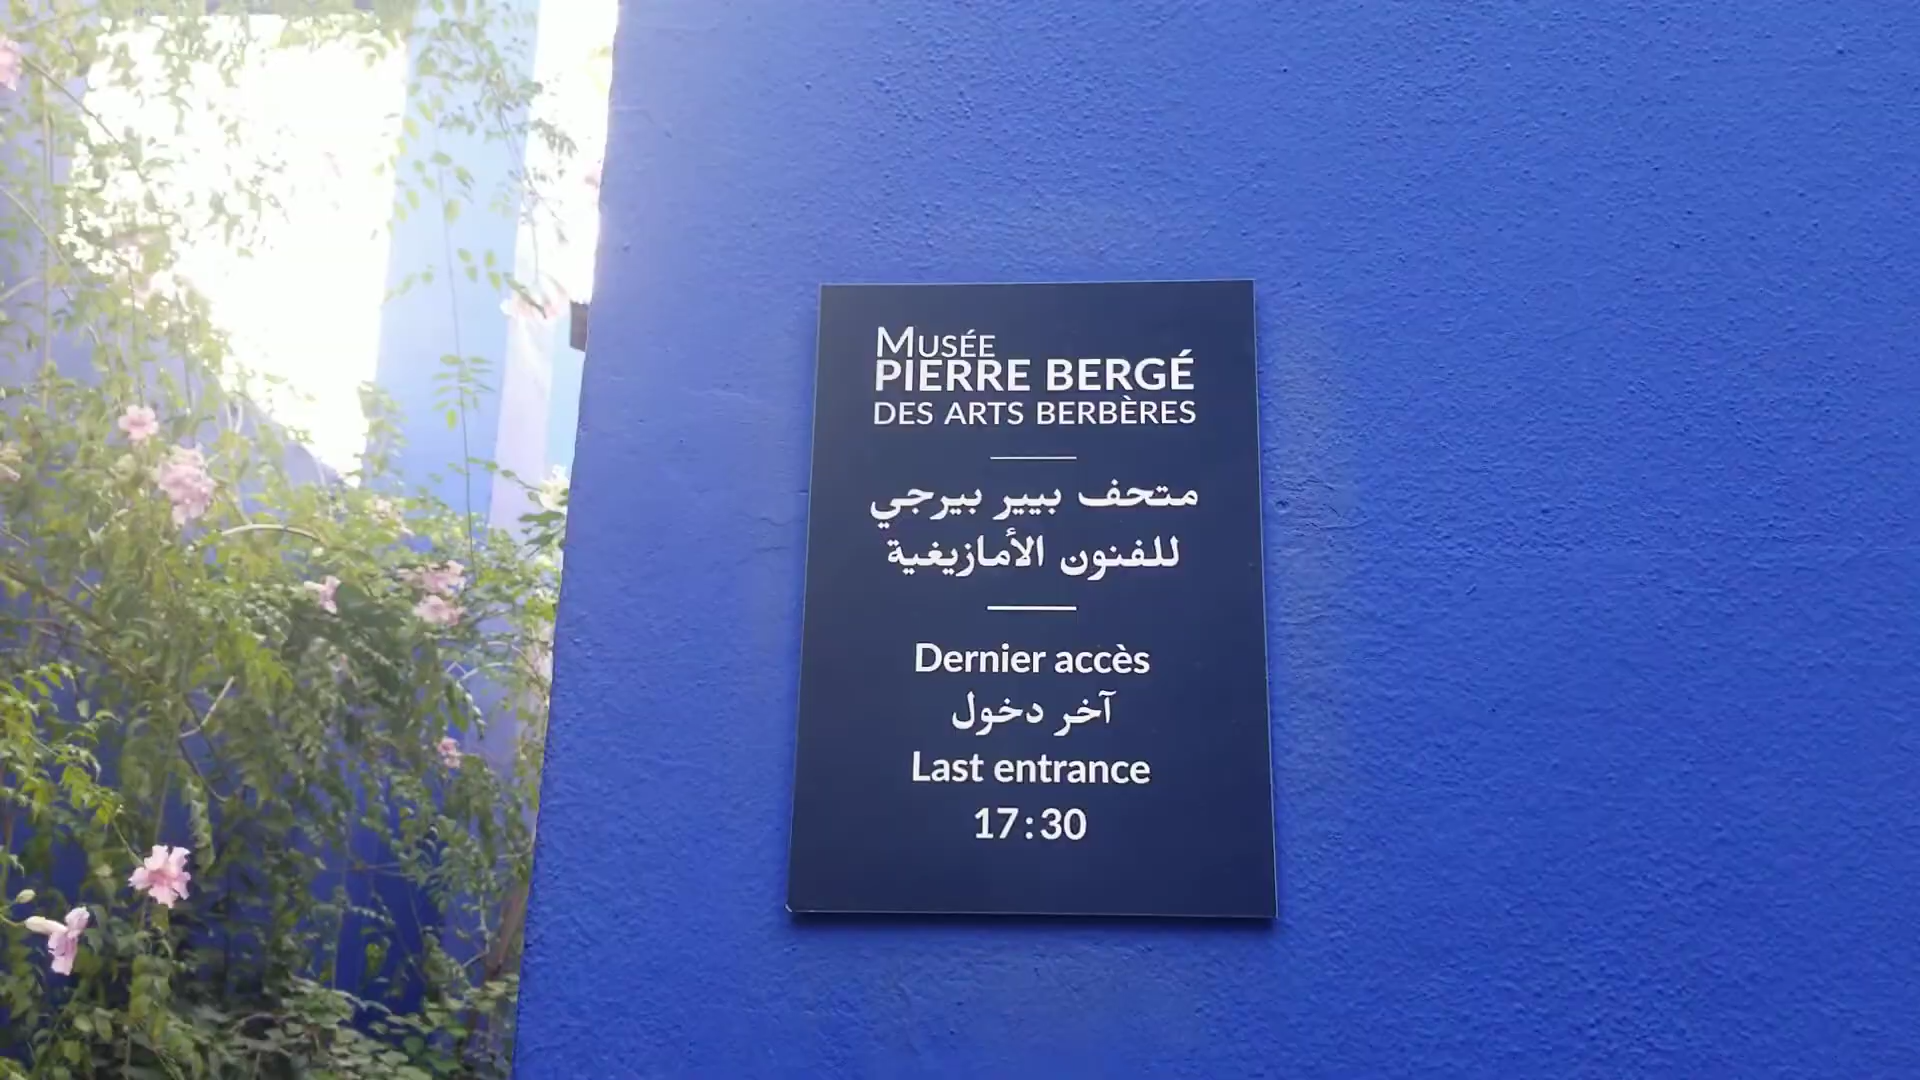 Musée
PIERRE BERGÉ
DES ARTS BERBÈRES
متحف بيير بيرجي
للفنون الأمازيغية
Dernier accès
آخر دخول
Last entrance
17:30